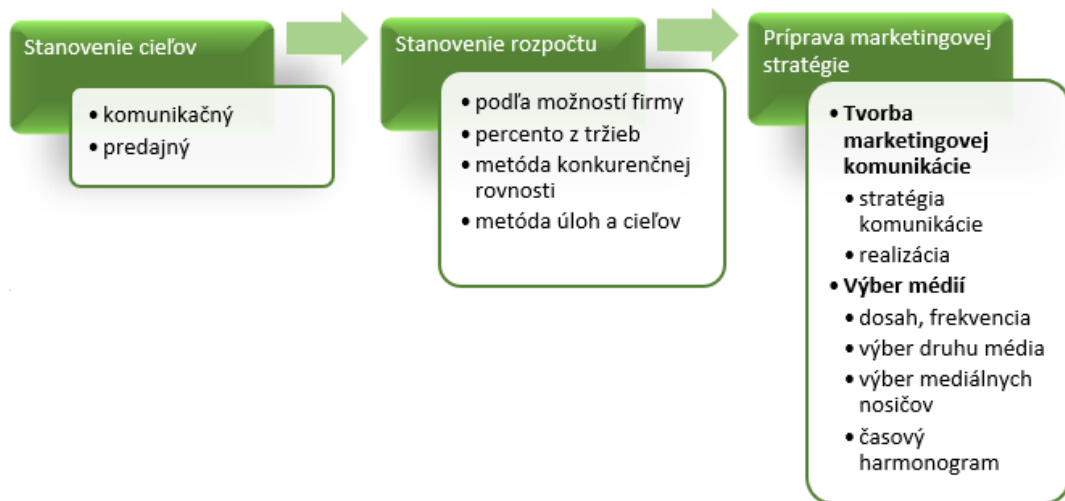 Stanovenie cieľov
• komunikačný
• predajný
Stanovenie rozpočtu
• podľa možností firmy
• percento z tržieb
• metóda konkurenčnej
rovnosti
• metóda úloh a cieľov
Príprava marketingovej
stratégie
• Tvorba
marketingovej
komunikácie
• stratégia
komunikácie
• realizácia
• Výber médií
• dosah, frekvencia
• výber druhu média
• výber mediálnych
nosičov
• časový
harmonogram